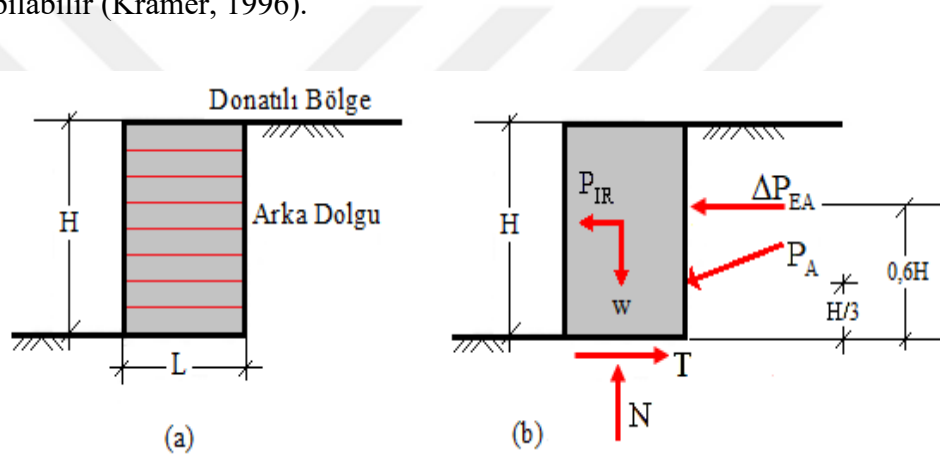 bilabilir (Kramer, 1996).
Donatılı Bölge
H
Arka Dolgu
L
(a)
H
P_IR
w
ΔP_EA
P_A
0,6H
H/3
T
N
(b)